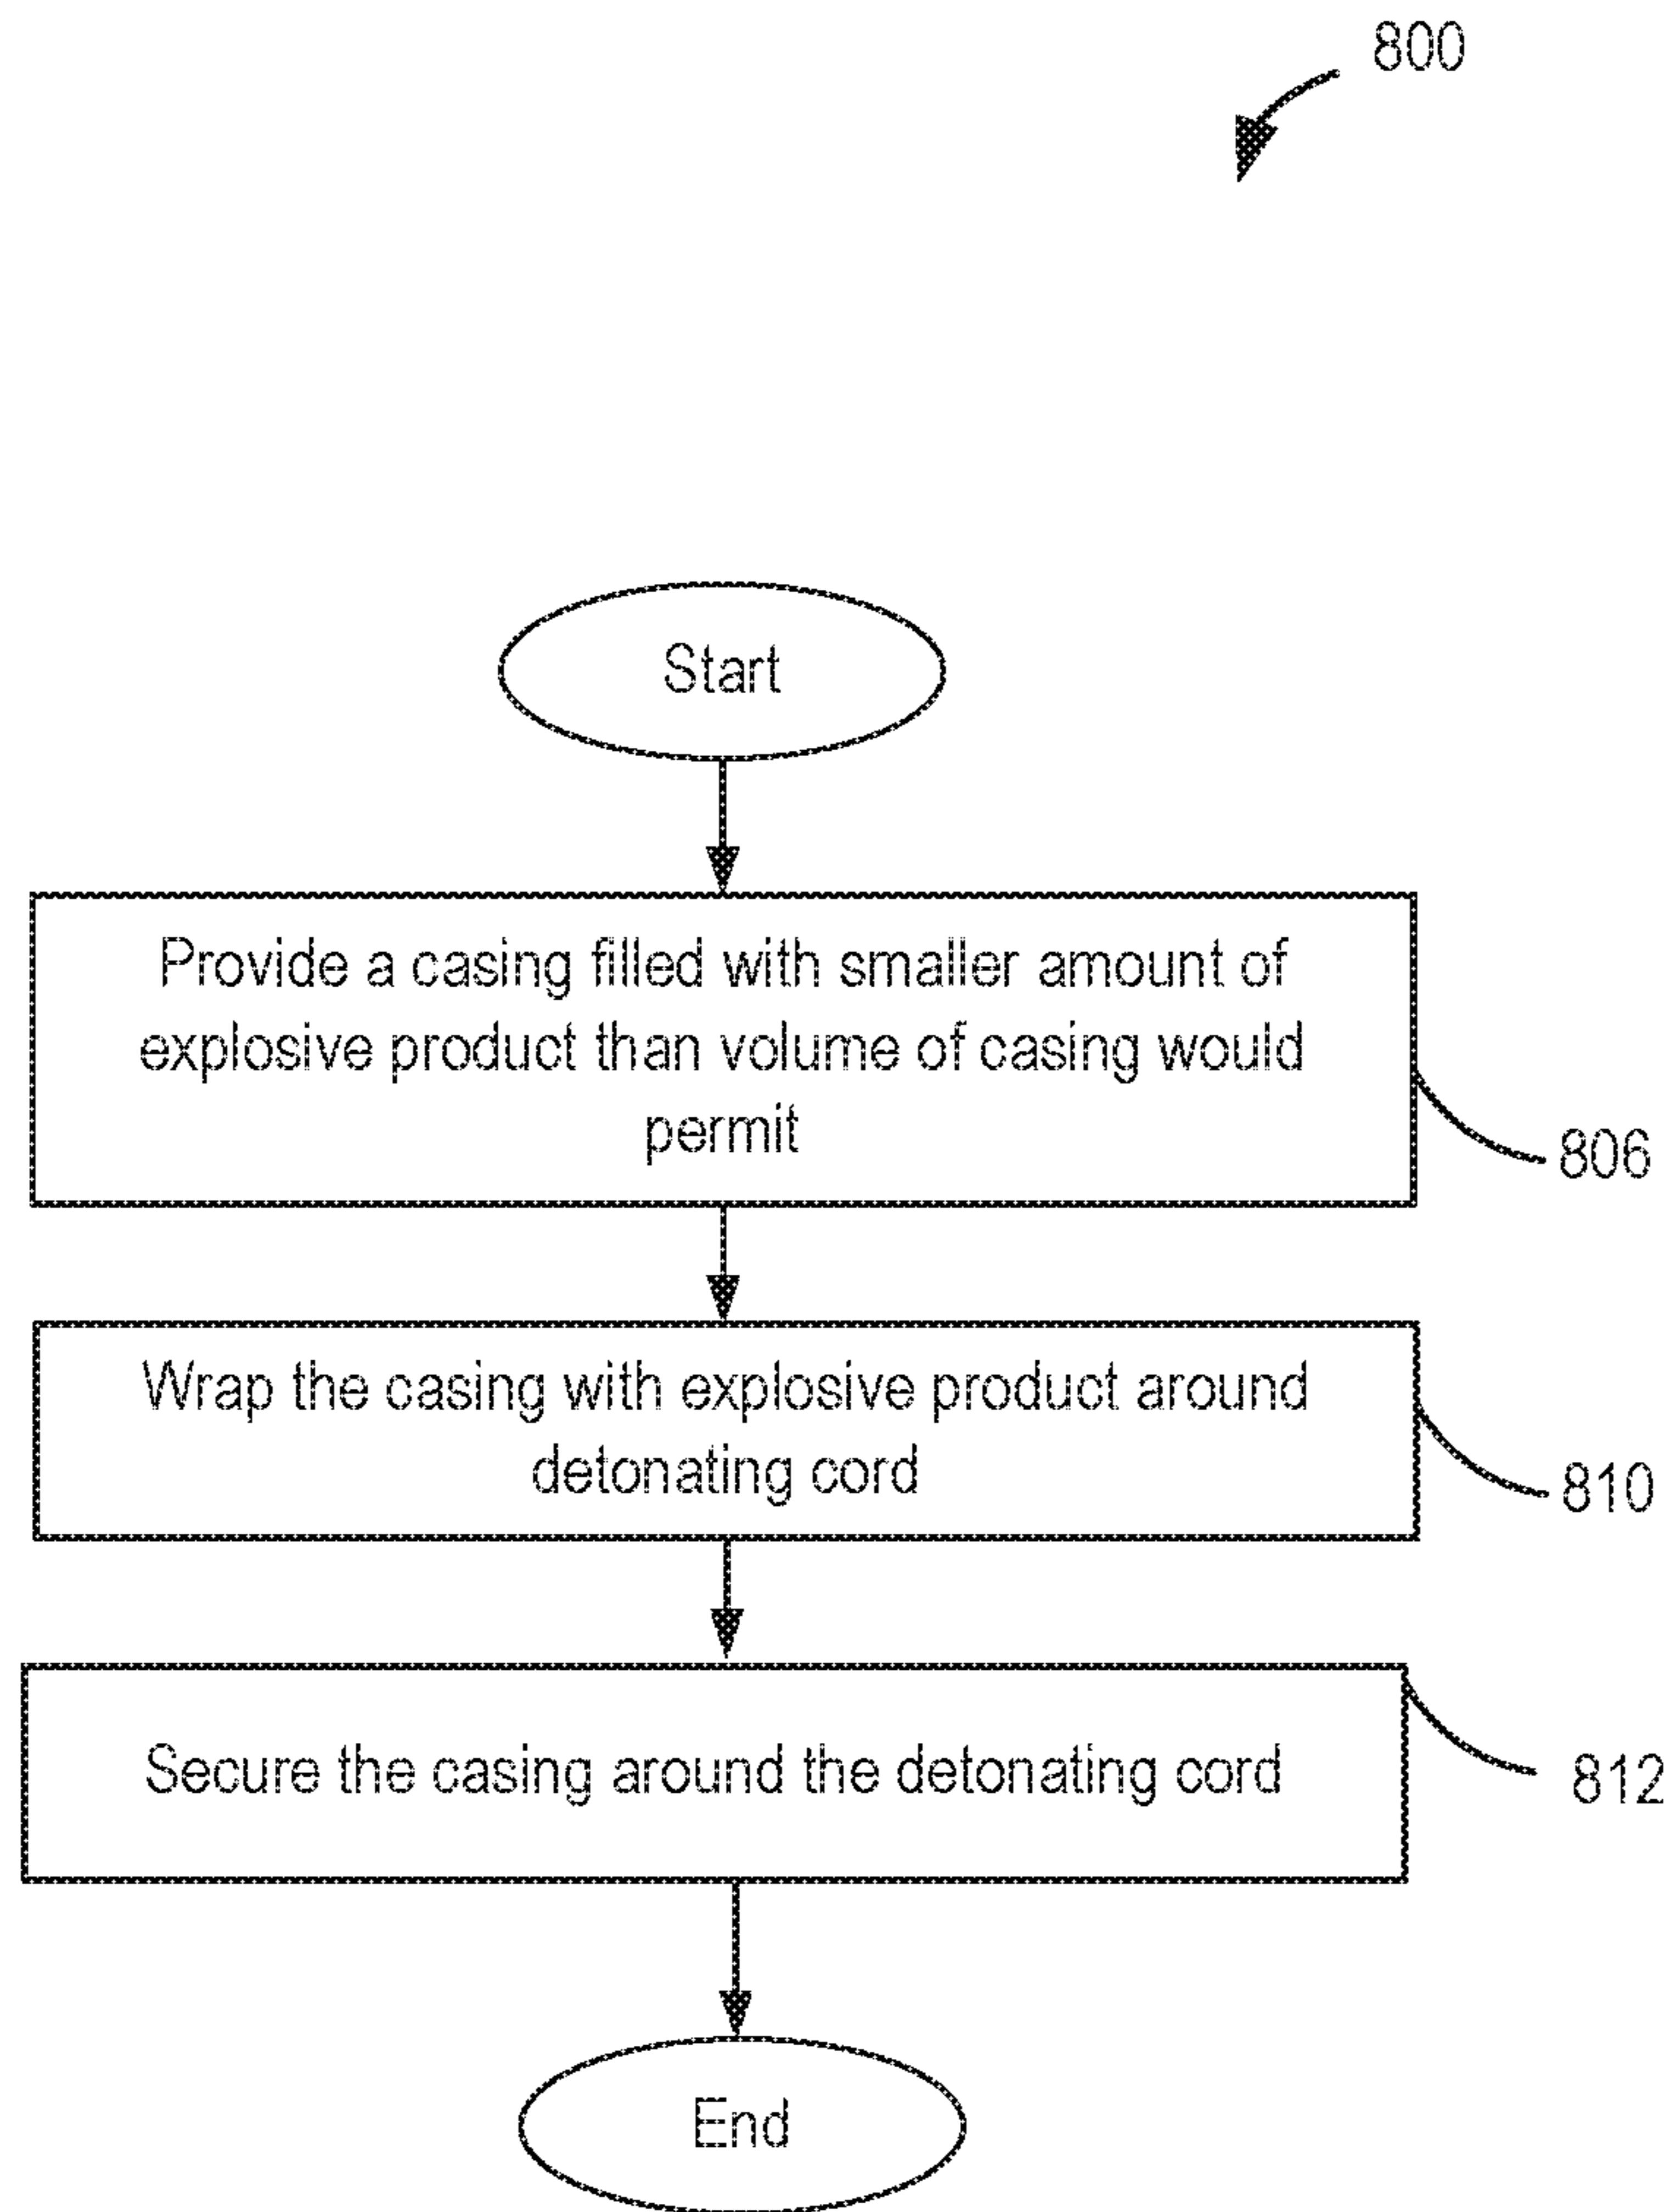 800
Start
Provide a casing filled with smaller amount of
explosive product than volume of casing would
permit
806
Wrap the casing with explosive product around
detonating cord
810
Secure the casing around the detonating cord
812
End